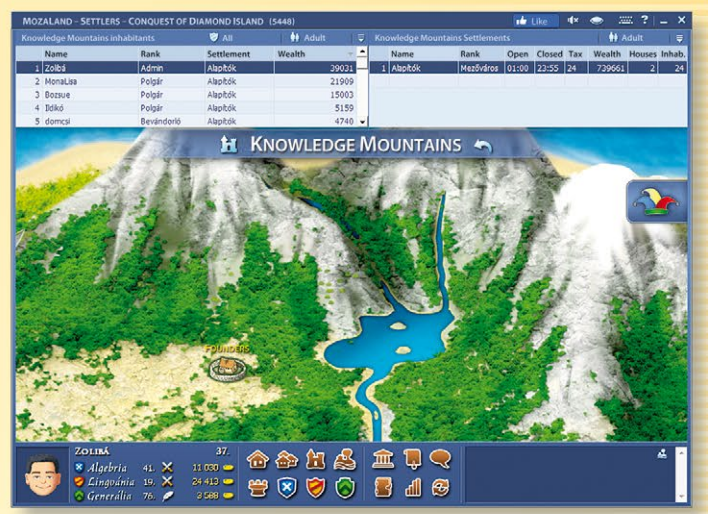 MOZALAND - SETTLERS - CONQUEST OF DIAMOND ISLAND (5448) Like ?
Knowledge Mountains inhabitants All Adult
Name Rank Settlement Wealth
1 Zolibá Admin Alapítók 39031
2 MonaLisa Polgár Alapítók 21909
3 Bozsue Polgár Alapítók 15003
4 Ildikó Polgár Alapítók 5159
5 domcsi Bevándorló Alapítók 4740
Knowledge Mountains Settlements Adult
Name Rank Open Closed Tax Wealth Houses Inhab.
1 Alapítók Mezőváros 01:00 23:55 24 739661 2 24
KNOWLEDGE MOUNTAINS
FOUNDERS
ZOLIBÁ 37.
Algebria 41. 11 030
Lingvánia 19. 24 413
Generália 76. 3 588